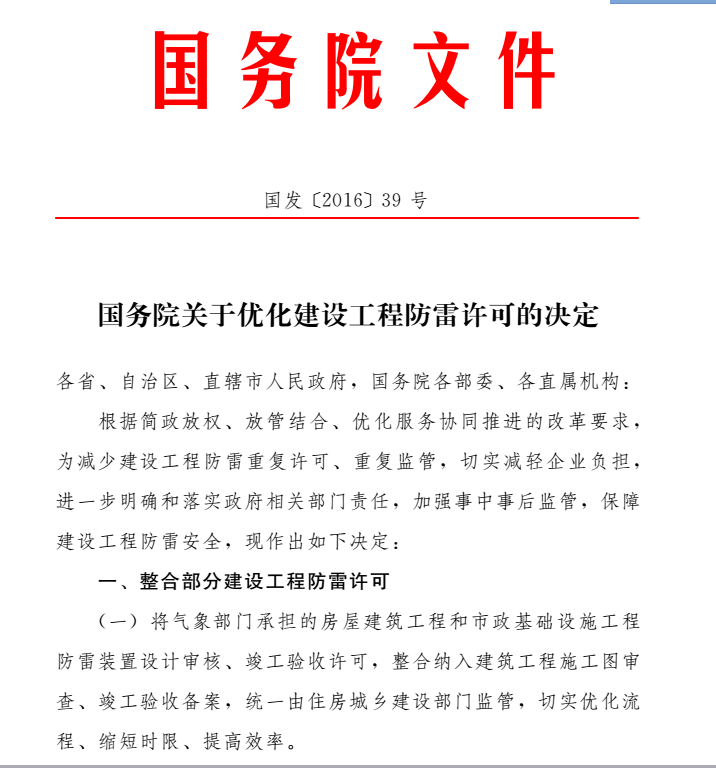 国务院文件
国发〔2016〕39 号
国务院关于优化建设工程防雷许可的决定
各省、自治区、直辖市人民政府，国务院各部委、各直属机构：
根据简政放权、放管结合、优化服务协同推进的改革要求，
为减少建设工程防雷重复许可、重复监管，切实减轻企业负担，
进一步明确和落实政府相关部门责任，加强事中事后监管，保障
建设工程防雷安全，现作出如下决定：
一、整合部分建设工程防雷许可
（一）将气象部门承担的房屋建筑工程和市政基础设施工程
防雷装置设计审核、竣工验收许可，整合纳入建筑工程施工图审
查、竣工验收备案，统一由住房城乡建设部门监管，切实优化流
程、缩短时限、提高效率。